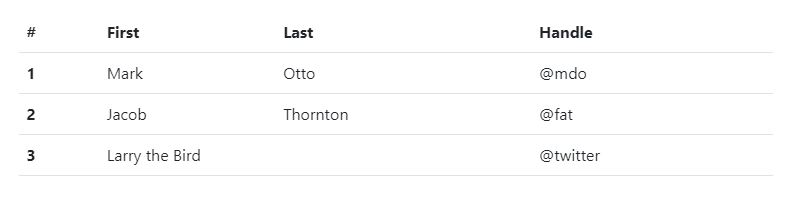 # First Last Handle
1 Mark Otto @mdo
2 Jacob Thornton @fat
3 Larry the Bird @twitter